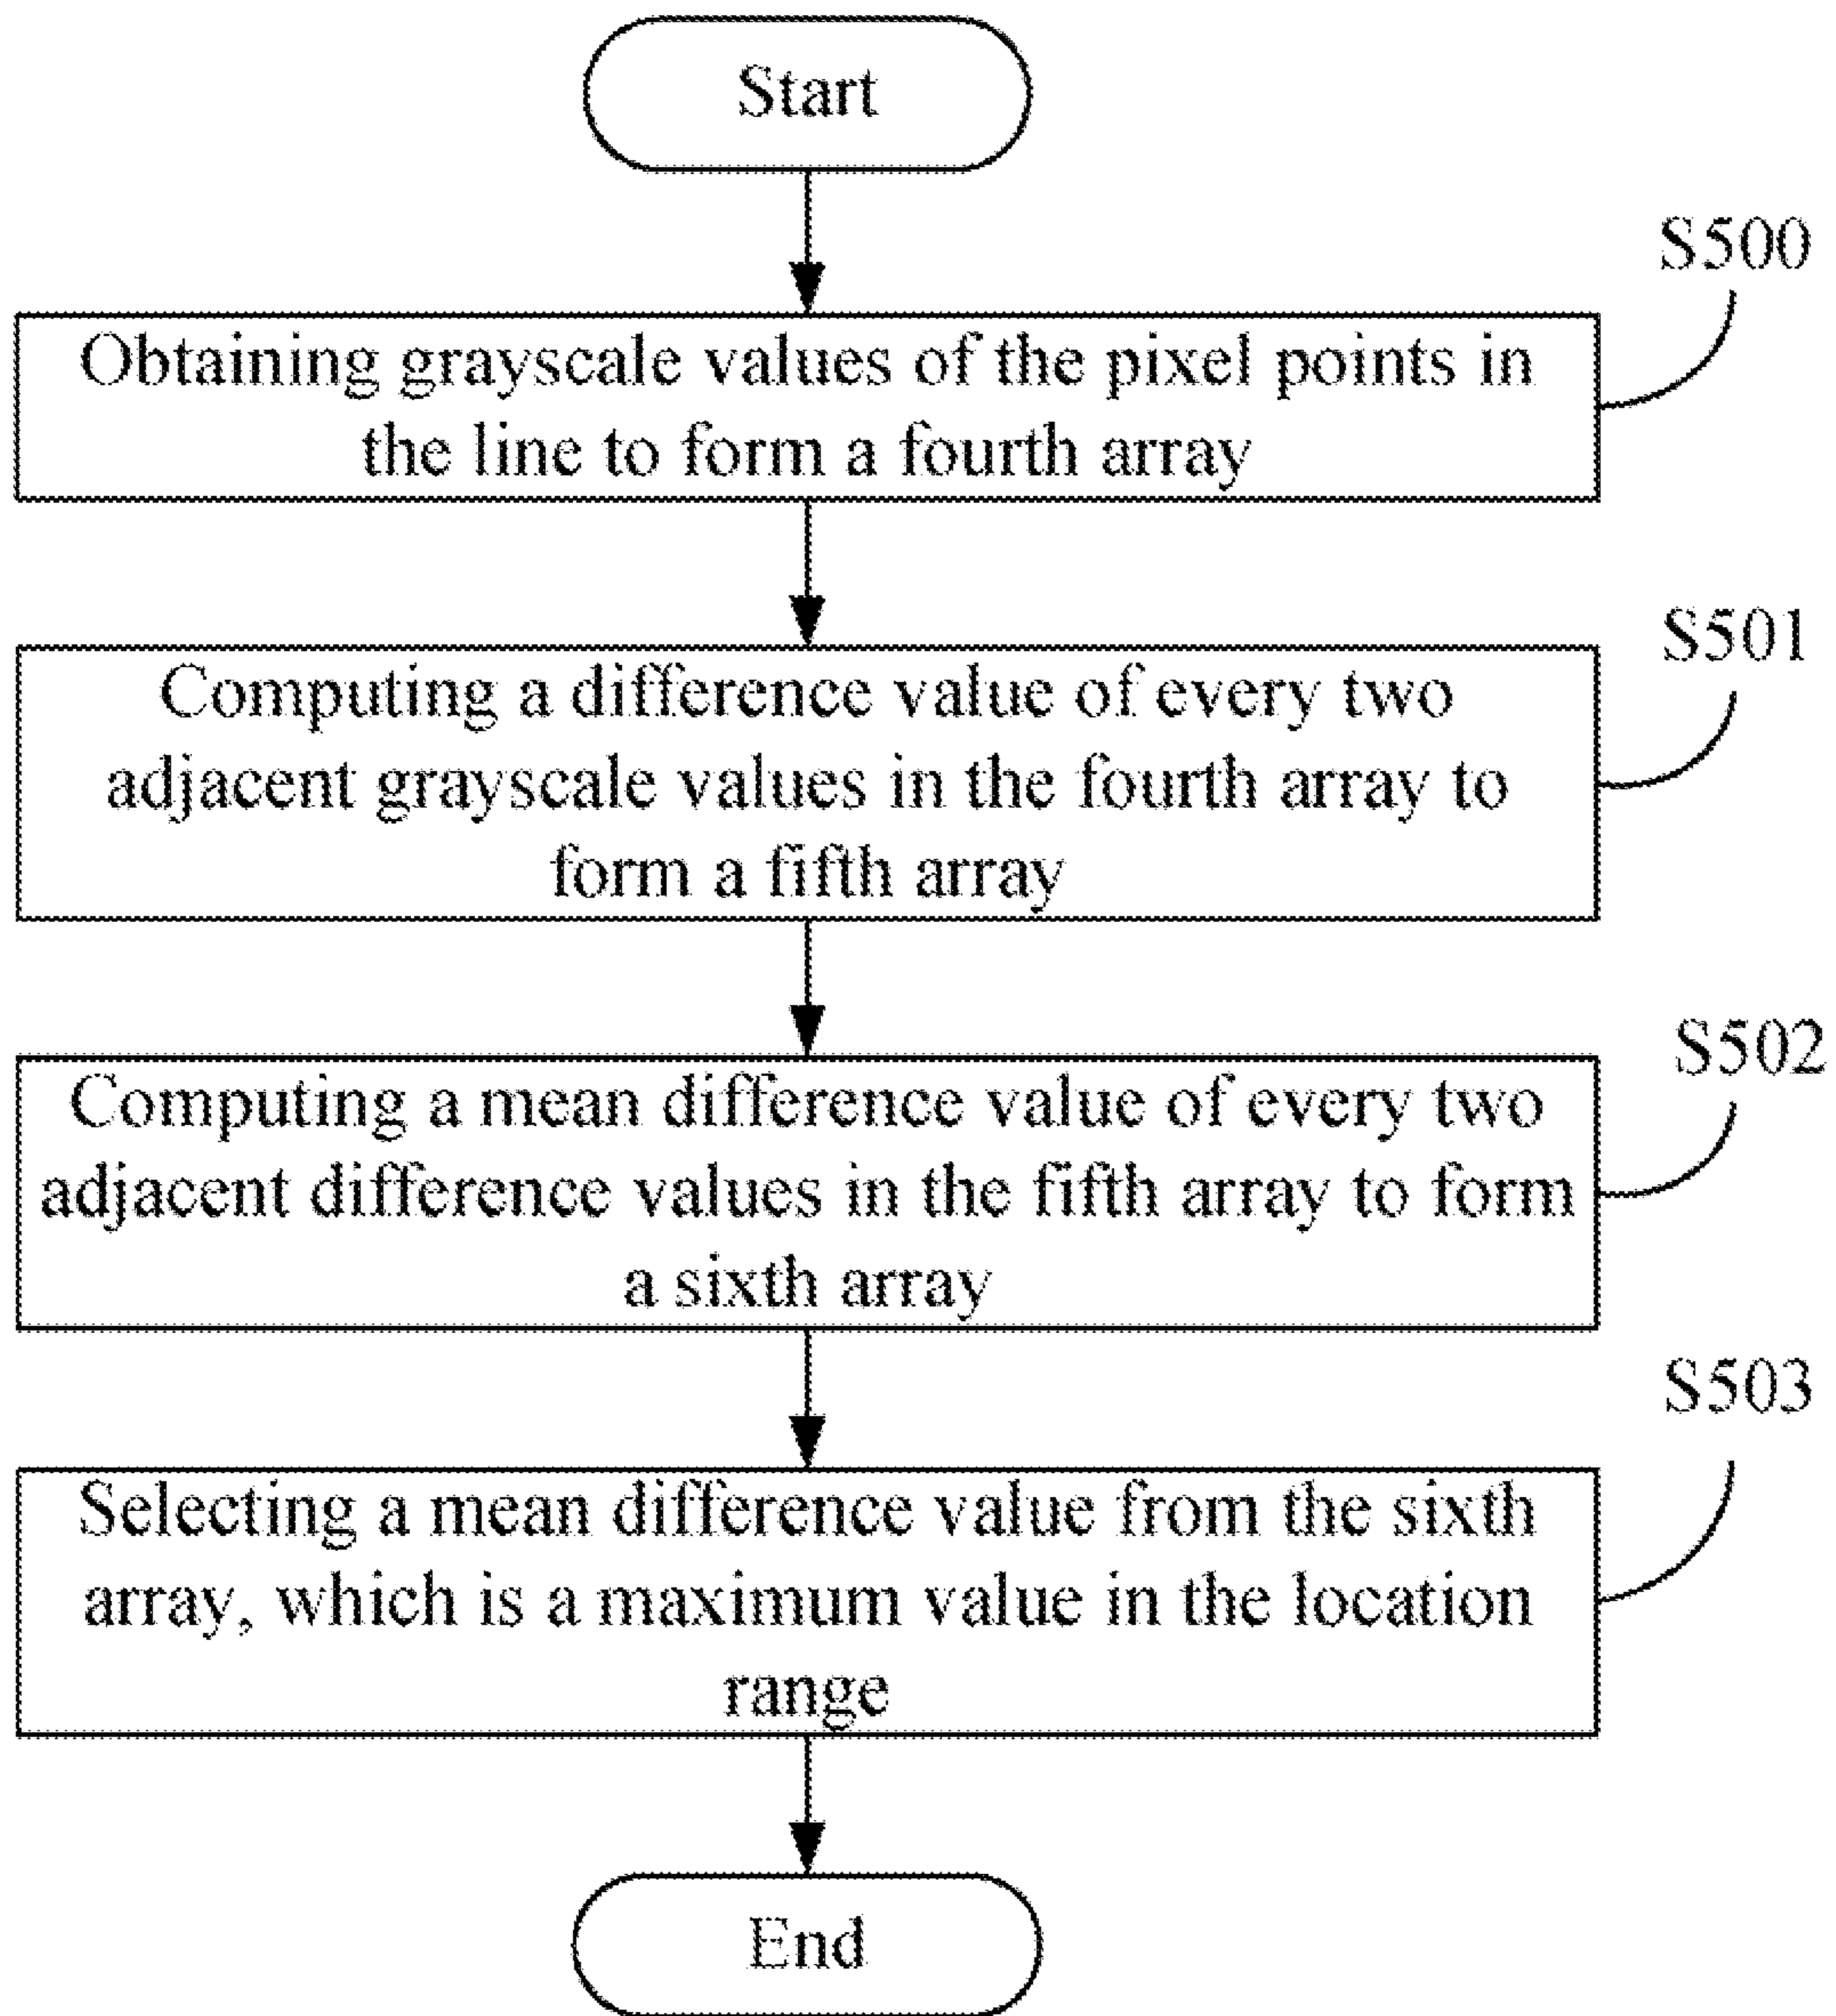 Start
S500
Obtaining grayscale values of the pixel points in
the line to form a fourth array
S501
Computing a difference value of every two
adjacent grayscale values in the fourth array to
form a fifth array
S502
Computing a mean difference value of every two
adjacent difference values in the fifth array to form
a sixth array
S503
Selecting a mean difference value from the sixth
array, which is a maximum value in the location
range
End